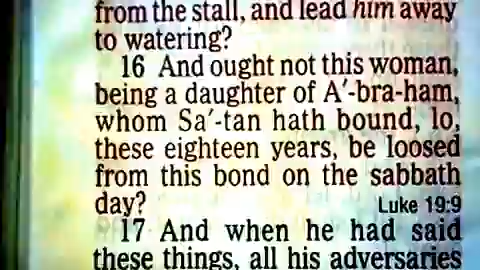 from the stall, and lead him away
to watering?
16 And ought not this woman,
being a daughter of A′-bra-ham,
whom Sa′-tan hath bound, lo,
these eighteen years, be loosed
from this bond on the sabbath
day? Luke 19:9
17 And when he had said
these things, all his adversaries